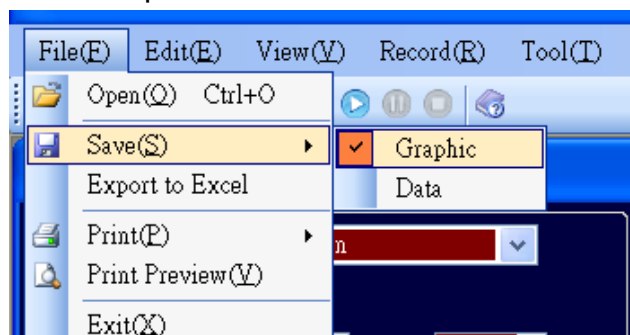 File(F) Edit(E) View(V) Record(R) Tool(T)
Open(O) Ctrl+O
Save(S)
Graphic
Export to Excel
Data
Print(P)
n
Print Preview(V)
Exit(X)